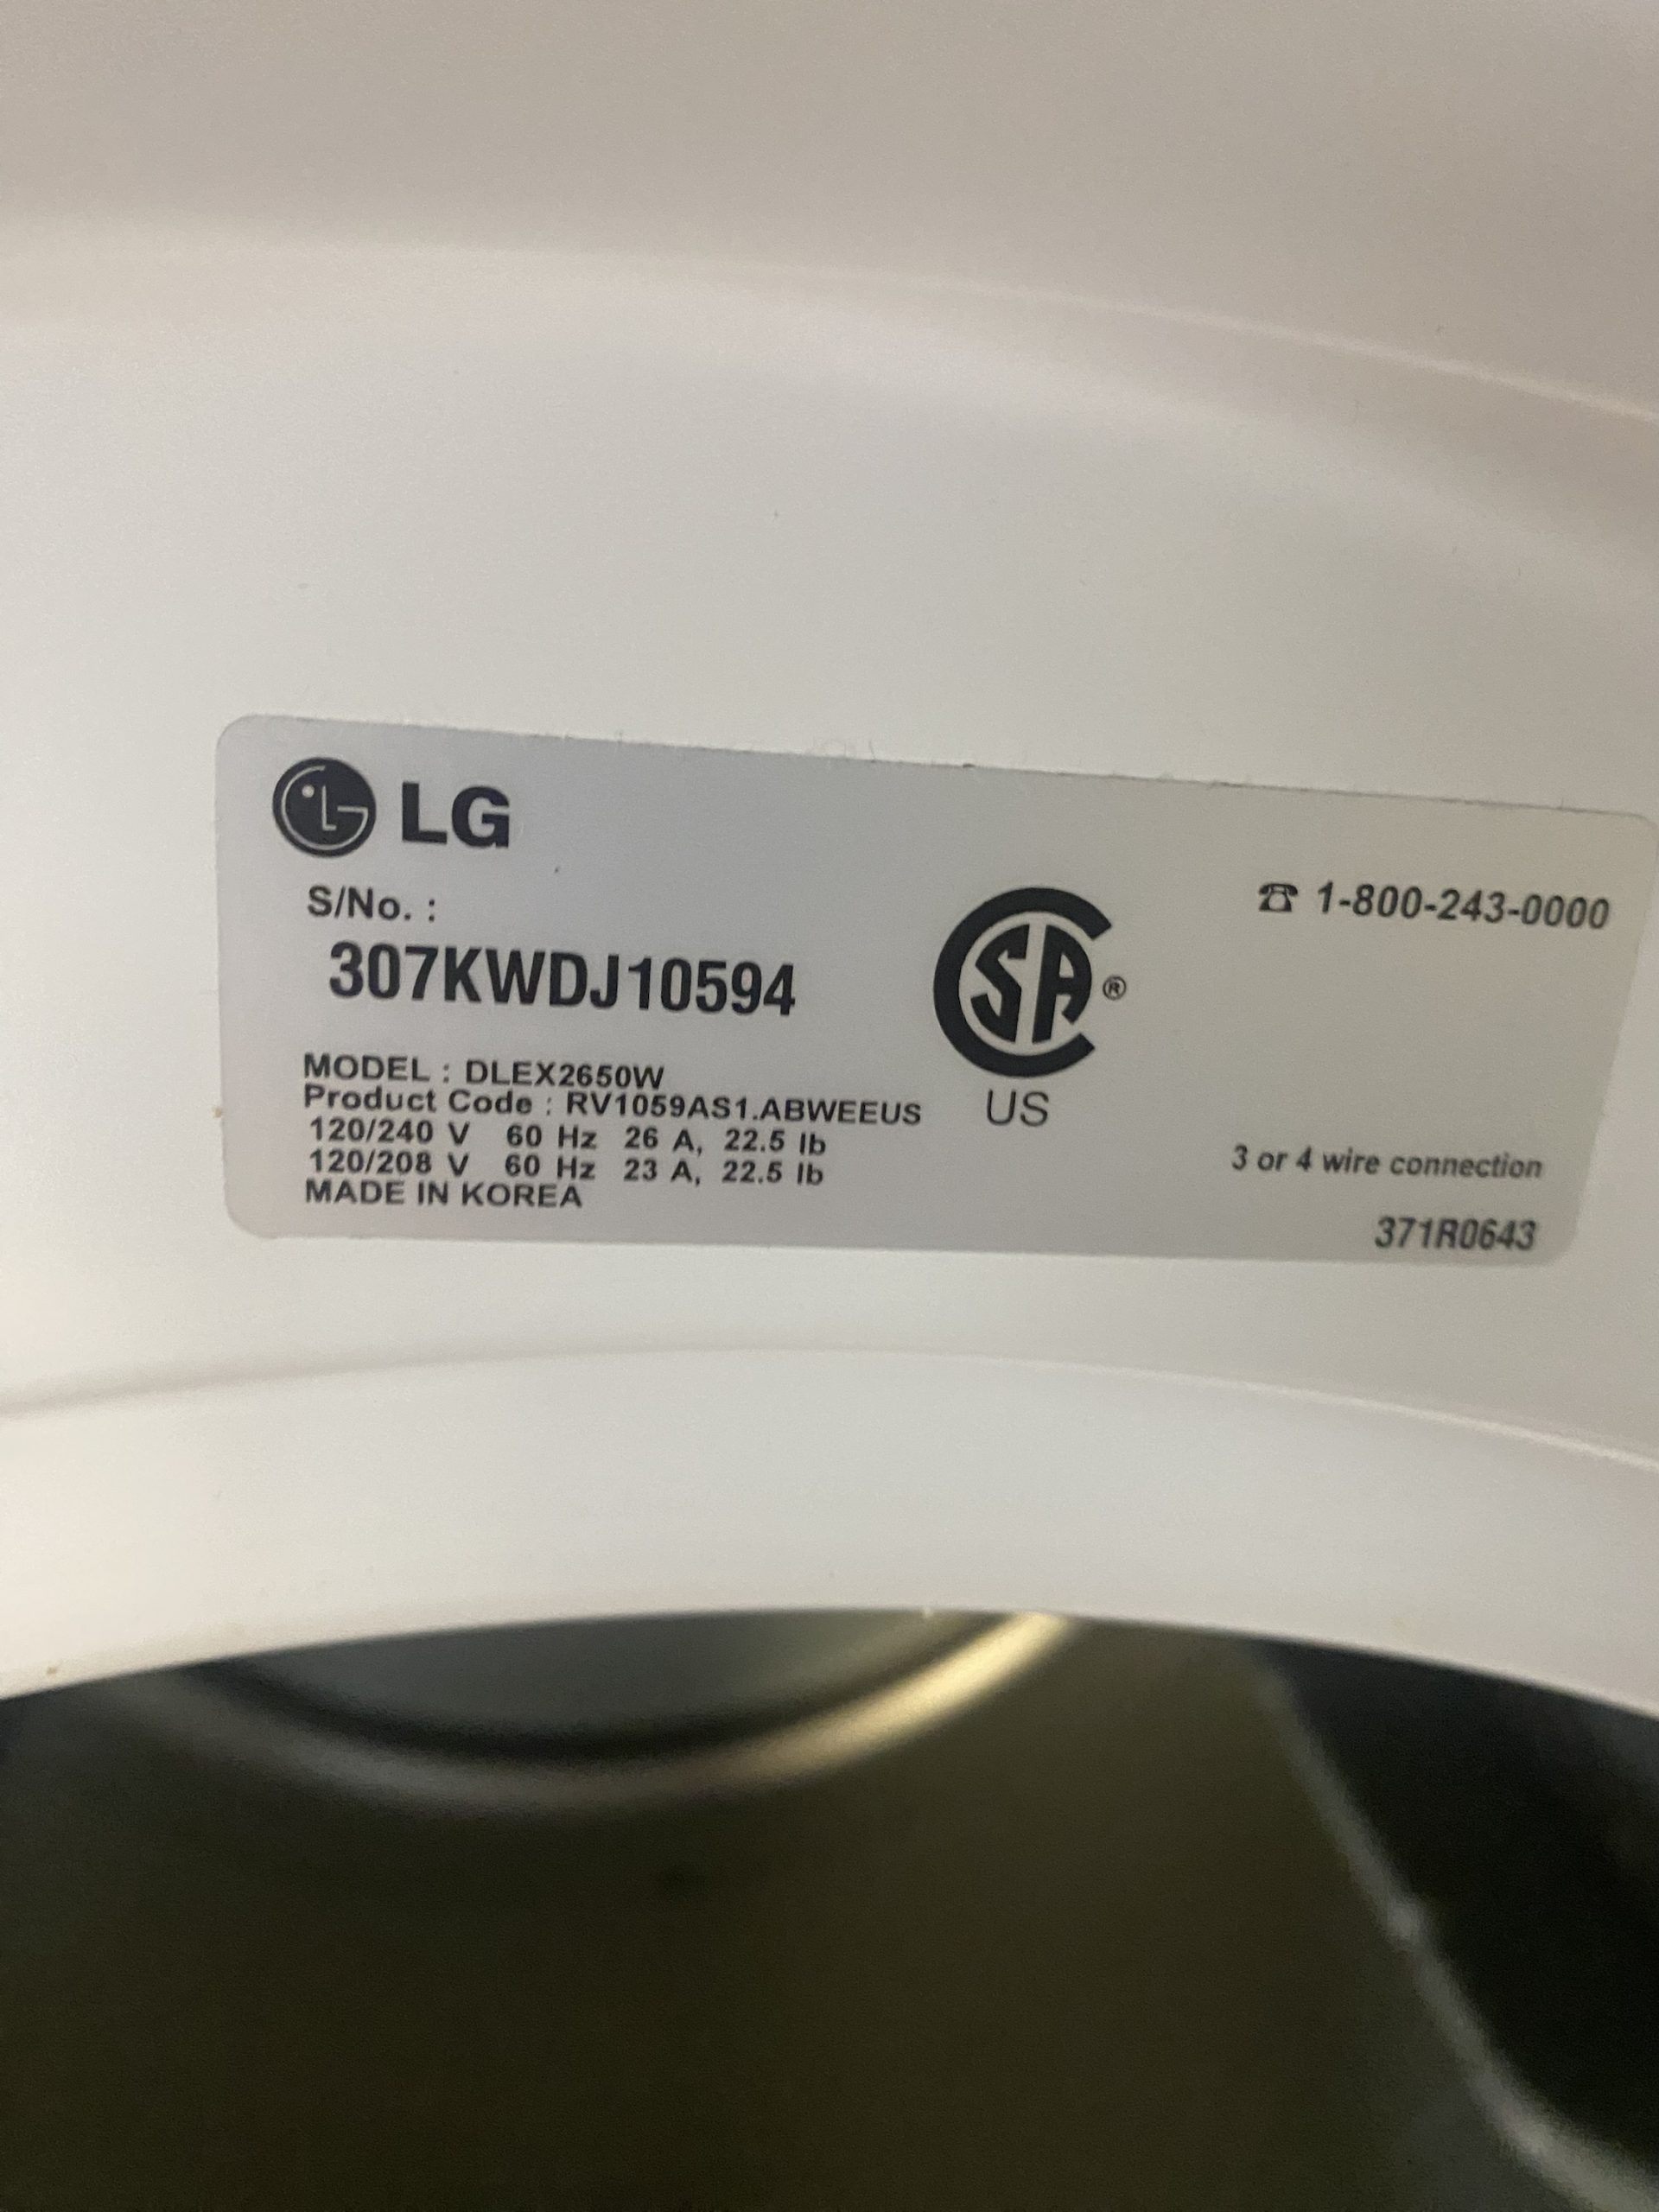 LG
S/No. :
307KWDJ10594
MODEL : DLEX2650W
Product Code : RV1059AS1.ABWEEUS
120/240 V 60 Hz 26 A, 22.5 lb
120/208 V 60 Hz 23 A, 22.5 lb
MADE IN KOREA
CSA®
US
☎ 1-800-243-0000
3 or 4 wire connection
371R0643